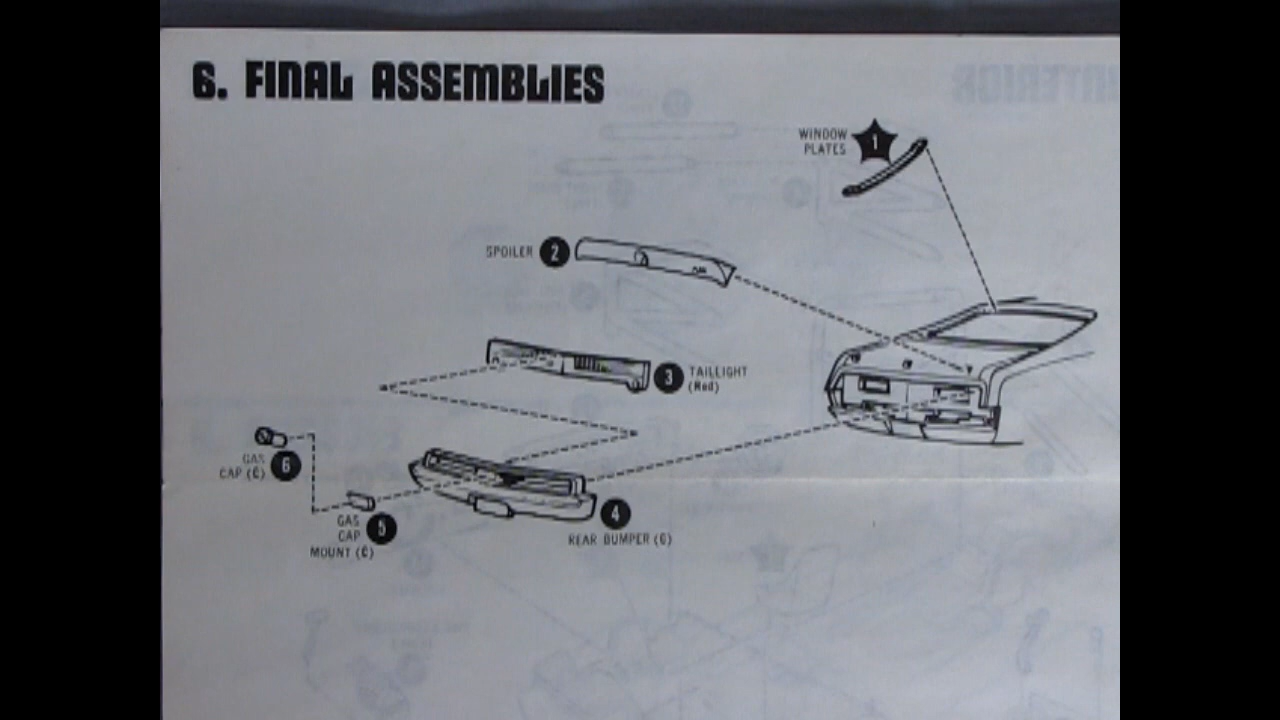 6. FINAL ASSEMBLIES
WINDOW
PLATES
1
SPOILER 2
3 TAILLIGHT
(Red)
6
GAS
CAP (C)
4
REAR BUMPER (C)
5
GAS
CAP
MOUNT (C)